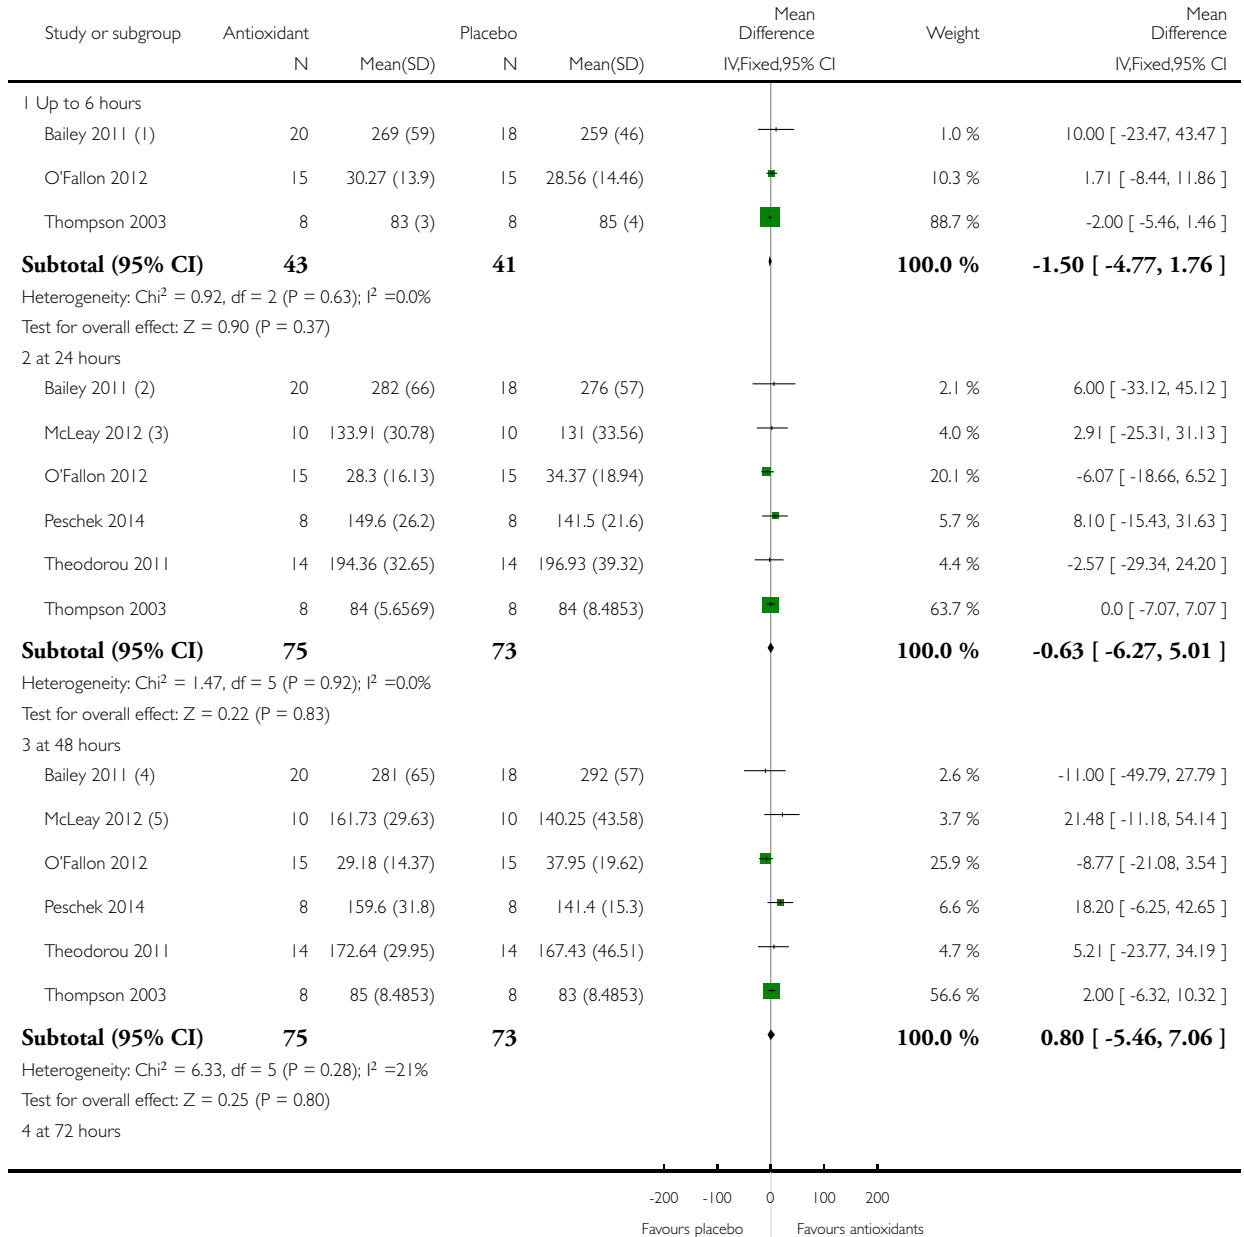 Study or subgroup Antioxidant Placebo Mean Difference Weight Mean Difference
N Mean(SD) N Mean(SD) IV,Fixed,95% CI IV,Fixed,95% CI
1 Up to 6 hours
Bailey 2011 (1) 20 269 (59) 18 259 (46) 1.0 % 10.00 [ -23.47, 43.47 ]
O'Fallon 2012 15 30.27 (13.9) 15 28.56 (14.46) 10.3 % 1.71 [ -8.44, 11.86 ]
Thompson 2003 8 83 (3) 8 85 (4) 88.7 % -2.00 [ -5.46, 1.46 ]
Subtotal (95% CI) 43 41 100.0 % -1.50 [ -4.77, 1.76 ]
Heterogeneity: Chi² = 0.92, df = 2 (P = 0.63); I² =0.0%
Test for overall effect: Z = 0.90 (P = 0.37)
2 at 24 hours
Bailey 2011 (2) 20 282 (66) 18 276 (57) 2.1 % 6.00 [ -33.12, 45.12 ]
McLeay 2012 (3) 10 133.91 (30.78) 10 131 (33.56) 4.0 % 2.91 [ -25.31, 31.13 ]
O'Fallon 2012 15 28.3 (16.13) 15 34.37 (18.94) 20.1 % -6.07 [ -18.66, 6.52 ]
Peschek 2014 8 149.6 (26.2) 8 141.5 (21.6) 5.7 % 8.10 [ -15.43, 31.63 ]
Theodorou 2011 14 194.36 (32.65) 14 196.93 (39.32) 4.4 % -2.57 [ -29.34, 24.20 ]
Thompson 2003 8 84 (5.6569) 8 84 (8.4853) 63.7 % 0.0 [ -7.07, 7.07 ]
Subtotal (95% CI) 75 73 100.0 % -0.63 [ -6.27, 5.01 ]
Heterogeneity: Chi² = 1.47, df = 5 (P = 0.92); I² =0.0%
Test for overall effect: Z = 0.22 (P = 0.83)
3 at 48 hours
Bailey 2011 (4) 20 281 (65) 18 292 (57) 2.6 % -11.00 [ -49.79, 27.79 ]
McLeay 2012 (5) 10 161.73 (29.63) 10 140.25 (43.58) 3.7 % 21.48 [ -11.18, 54.14 ]
O'Fallon 2012 15 29.18 (14.37) 15 37.95 (19.62) 25.9 % -8.77 [ -21.08, 3.54 ]
Peschek 2014 8 159.6 (31.8) 8 141.4 (15.3) 6.6 % 18.20 [ -6.25, 42.65 ]
Theodorou 2011 14 172.64 (29.95) 14 167.43 (46.51) 4.7 % 5.21 [ -23.77, 34.19 ]
Thompson 2003 8 85 (8.4853) 8 83 (8.4853) 56.6 % 2.00 [ -6.32, 10.32 ]
Subtotal (95% CI) 75 73 100.0 % 0.80 [ -5.46, 7.06 ]
Heterogeneity: Chi² = 6.33, df = 5 (P = 0.28); I² =21%
Test for overall effect: Z = 0.25 (P = 0.80)
4 at 72 hours
-200 -100 0 100 200
Favours placebo Favours antioxidants